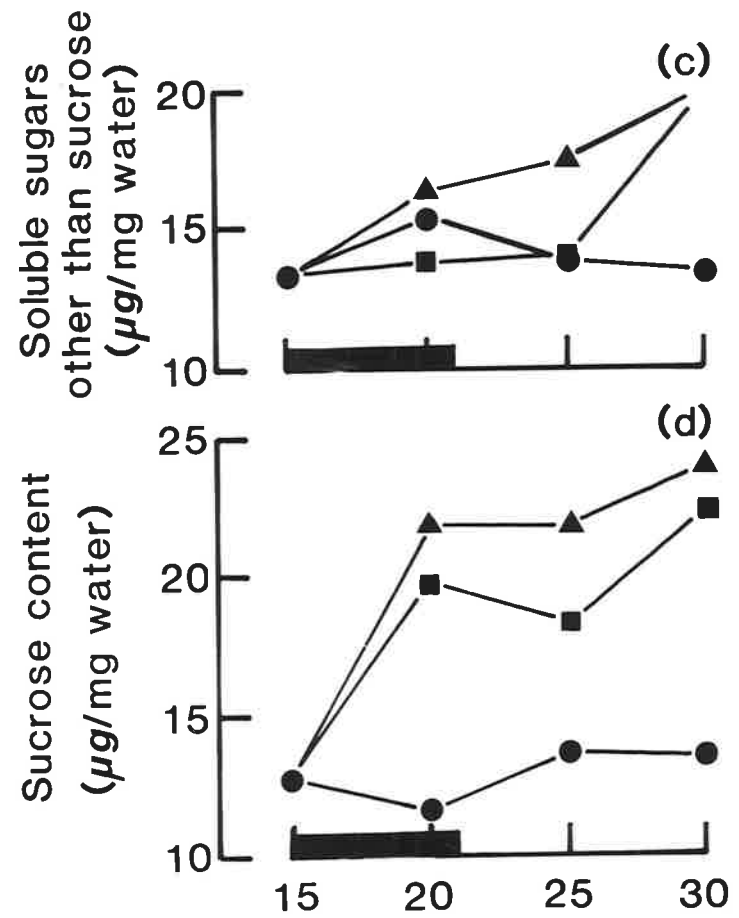 (c)
Soluble sugars
other than sucrose
(µg/mg water)
20
15
10
(d)
Sucrose content
(µg/mg water)
25
20
15
10
15 20 25 30